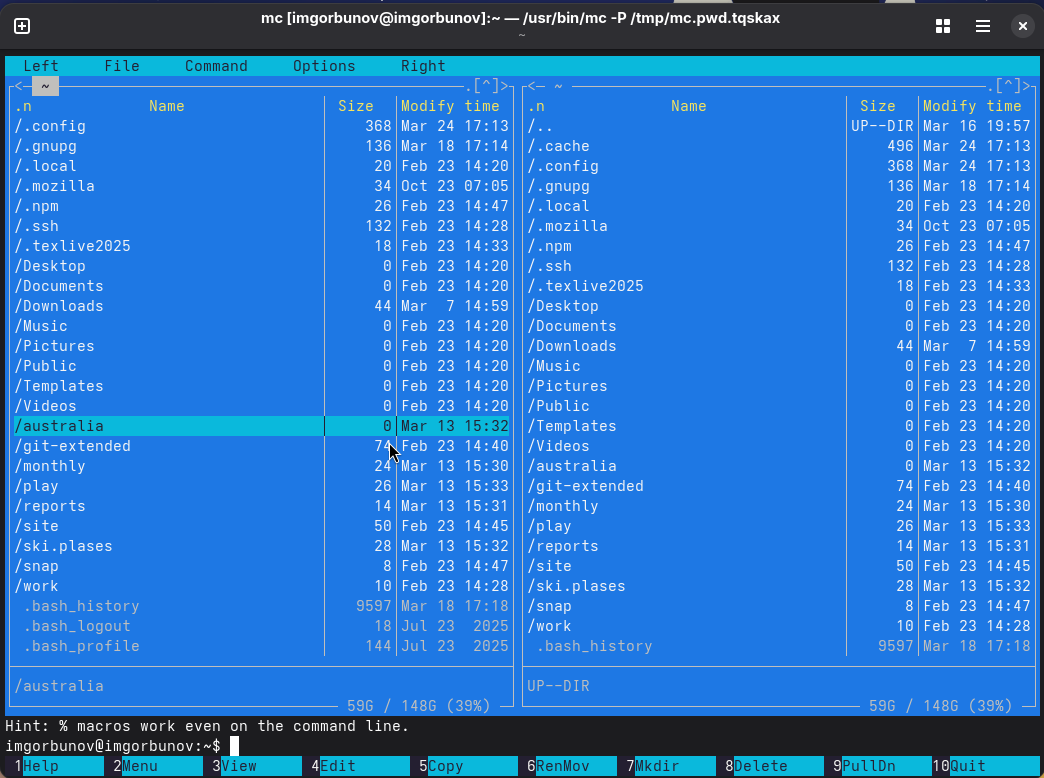 mc [imgorbunov@imgorbunov]:~ — /usr/bin/mc -P /tmp/mc.pwd.tqskax
~
Left File Command Options Right
<─ ~ .[^]> <─ ~ .[^]>
.n Name Size Modify time .n Name Size Modify time
/.config 368 Mar 24 17:13 /.. UP--DIR Mar 16 19:57
/.gnupg 136 Mar 18 17:14 /.cache 496 Mar 24 17:13
/.local 20 Feb 23 14:20 /.config 368 Mar 24 17:13
/.mozilla 34 Oct 23 07:05 /.gnupg 136 Mar 18 17:14
/.npm 26 Feb 23 14:47 /.local 20 Feb 23 14:20
/.ssh 132 Feb 23 14:28 /.mozilla 34 Oct 23 07:05
/.texlive2025 18 Feb 23 14:33 /.npm 26 Feb 23 14:47
/Desktop 0 Feb 23 14:20 /.ssh 132 Feb 23 14:28
/Documents 0 Feb 23 14:20 /.texlive2025 18 Feb 23 14:33
/Downloads 44 Mar 7 14:59 /Desktop 0 Feb 23 14:20
/Music 0 Feb 23 14:20 /Documents 0 Feb 23 14:20
/Pictures 0 Feb 23 14:20 /Downloads 44 Mar 7 14:59
/Public 0 Feb 23 14:20 /Music 0 Feb 23 14:20
/Templates 0 Feb 23 14:20 /Pictures 0 Feb 23 14:20
/Videos 0 Feb 23 14:20 /Public 0 Feb 23 14:20
/australia 0 Mar 13 15:32 /Templates 0 Feb 23 14:20
/git-extended 74 Feb 23 14:40 /Videos 0 Feb 23 14:20
/monthly 24 Mar 13 15:30 /australia 0 Mar 13 15:32
/play 26 Mar 13 15:33 /git-extended 74 Feb 23 14:40
/reports 14 Mar 13 15:31 /monthly 24 Mar 13 15:30
/site 50 Feb 23 14:45 /play 26 Mar 13 15:33
/ski.plases 28 Mar 13 15:32 /reports 14 Mar 13 15:31
/snap 8 Feb 23 14:47 /site 50 Feb 23 14:45
/work 10 Feb 23 14:28 /ski.plases 28 Mar 13 15:32
.bash_history 9597 Mar 18 17:18 /snap 8 Feb 23 14:47
.bash_logout 18 Jul 23 2025 /work 10 Feb 23 14:28
.bash_profile 144 Jul 23 2025 .bash_history 9597 Mar 18 17:18
/australia UP--DIR
59G / 148G (39%) 59G / 148G (39%)
Hint: % macros work even on the command line.
imgorbunov@imgorbunov:~$
1Help 2Menu 3View 4Edit 5Copy 6RenMov 7Mkdir 8Delete 9PullDn 10Quit